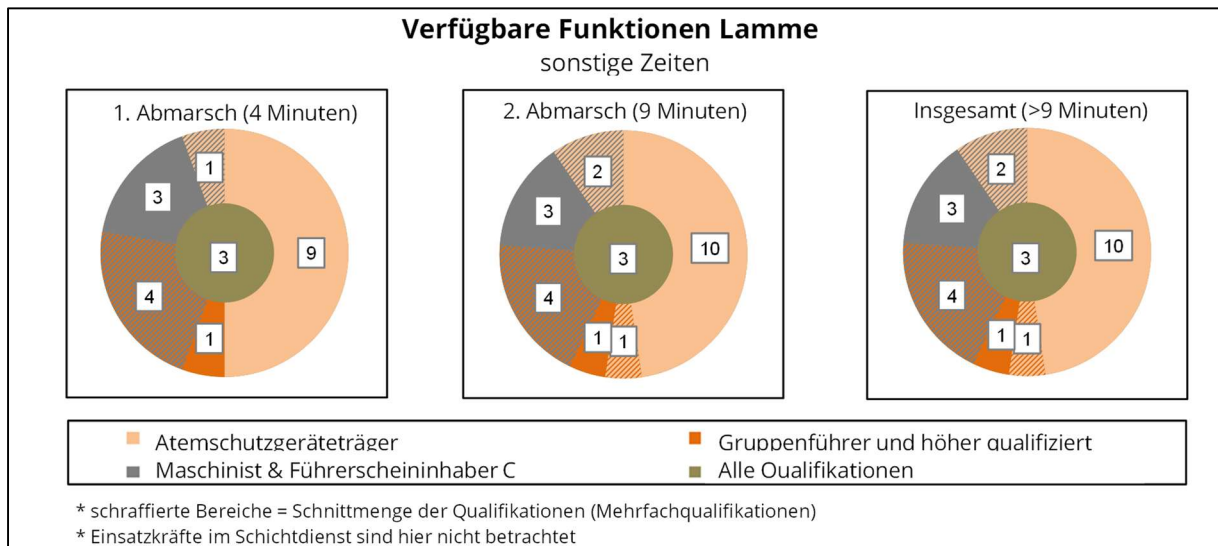 Verfügbare Funktionen Lamme
sonstige Zeiten
1. Abmarsch (4 Minuten)
1
3
3
9
4
1
2. Abmarsch (9 Minuten)
2
3
10
3
4
1
1
Insgesamt (>9 Minuten)
2
3
10
3
4
1
1
Atemschutzgeräteträger
Gruppenführer und höher qualifiziert
Maschinist & Führerscheininhaber C
Alle Qualifikationen
* schraffierte Bereiche = Schnittmenge der Qualifikationen (Mehrfachqualifikationen)
* Einsatzkräfte im Schichtdienst sind hier nicht betrachtet